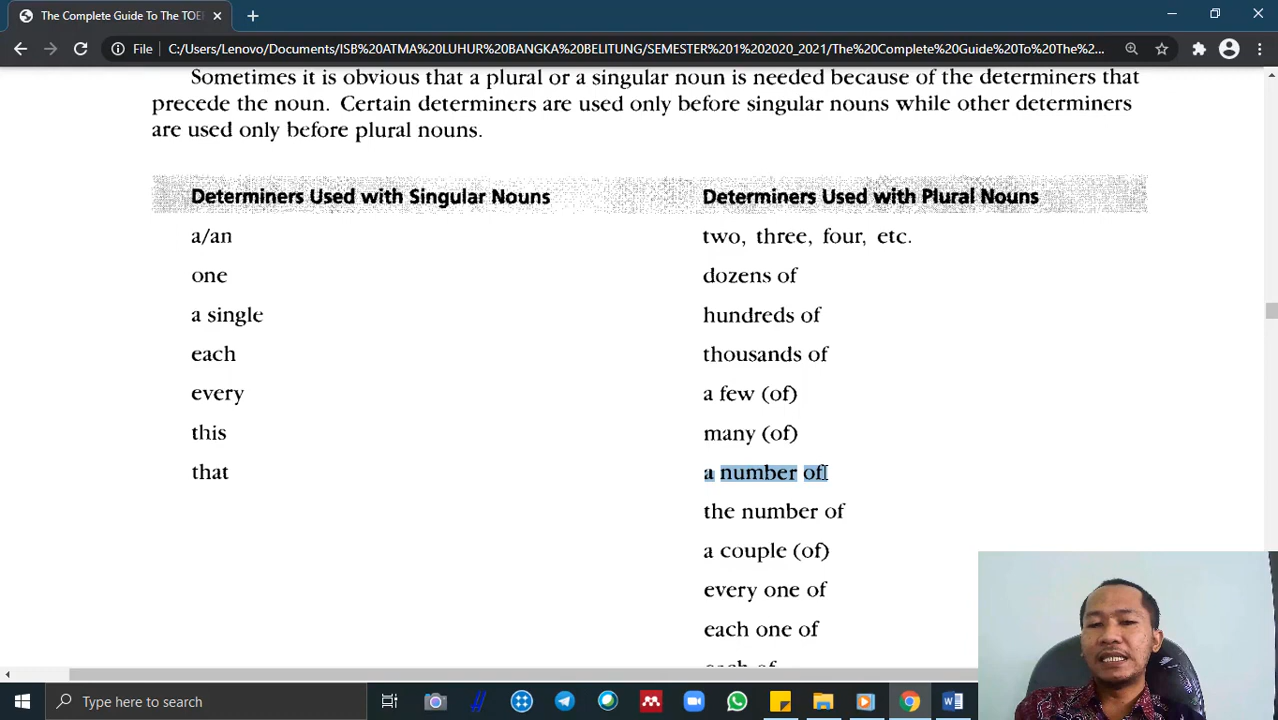 The Complete Guide To The TOE
File C:/Users/Lenovo/Documents/ISB%20ATMA%20LUHUR%20BANGKA%20BELITUNG/SEMESTER%201%202020_2021/The%20Complete%20Guide%20To%20The%2...
Sometimes it is obvious that a plural or a singular noun is needed because of the determiners that
precede the noun. Certain determiners are used only before singular nouns while other determiners
are used only before plural nouns.
Determiners Used with Singular Nouns Determiners Used with Plural Nouns
a/an two, three, four, etc.
one dozens of
a single hundreds of
each thousands of
every a few (of)
this many (of)
that a number of
the number of
a couple (of)
every one of
each one of
each of
Type here to search